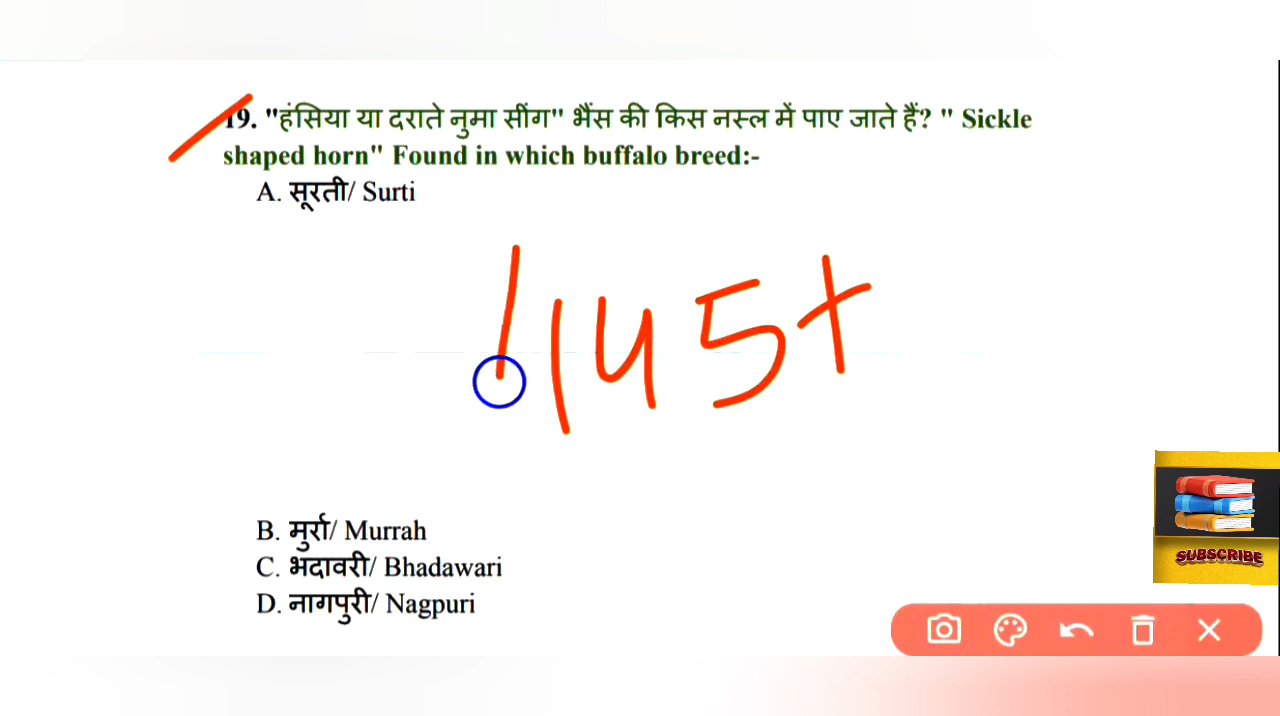 19. "हंसिया या दराते नुमा सींग" भैंस की किस नस्ल में पाए जाते हैं? " Sickle
shaped horn" Found in which buffalo breed:-
A. सूरती/ Surti
1145+
B. मुर्रा/ Murrah
C. भदावरी/ Bhadawari
D. नागपुरी/ Nagpuri
SUBSCRIBE